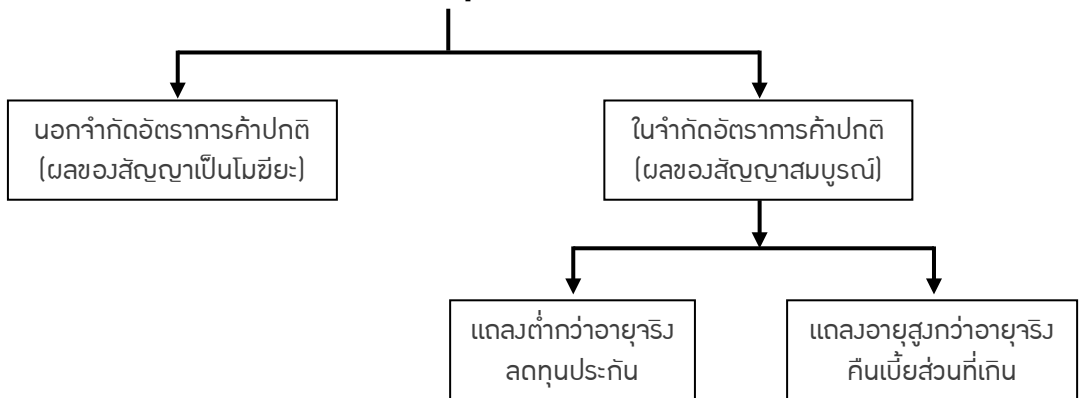 นอกจำกัดอัตราการค้าปกติ
(ผลของสัญญาเป็นโมฆียะ)
ในจำกัดอัตราการค้าปกติ
(ผลของสัญญาสมบูรณ์)
แถลงต่ำกว่าอายุจริง
ลดทุนประกัน
แถลงอายุสูงกว่าอายุจริง
คืนเบี้ยส่วนที่เกิน